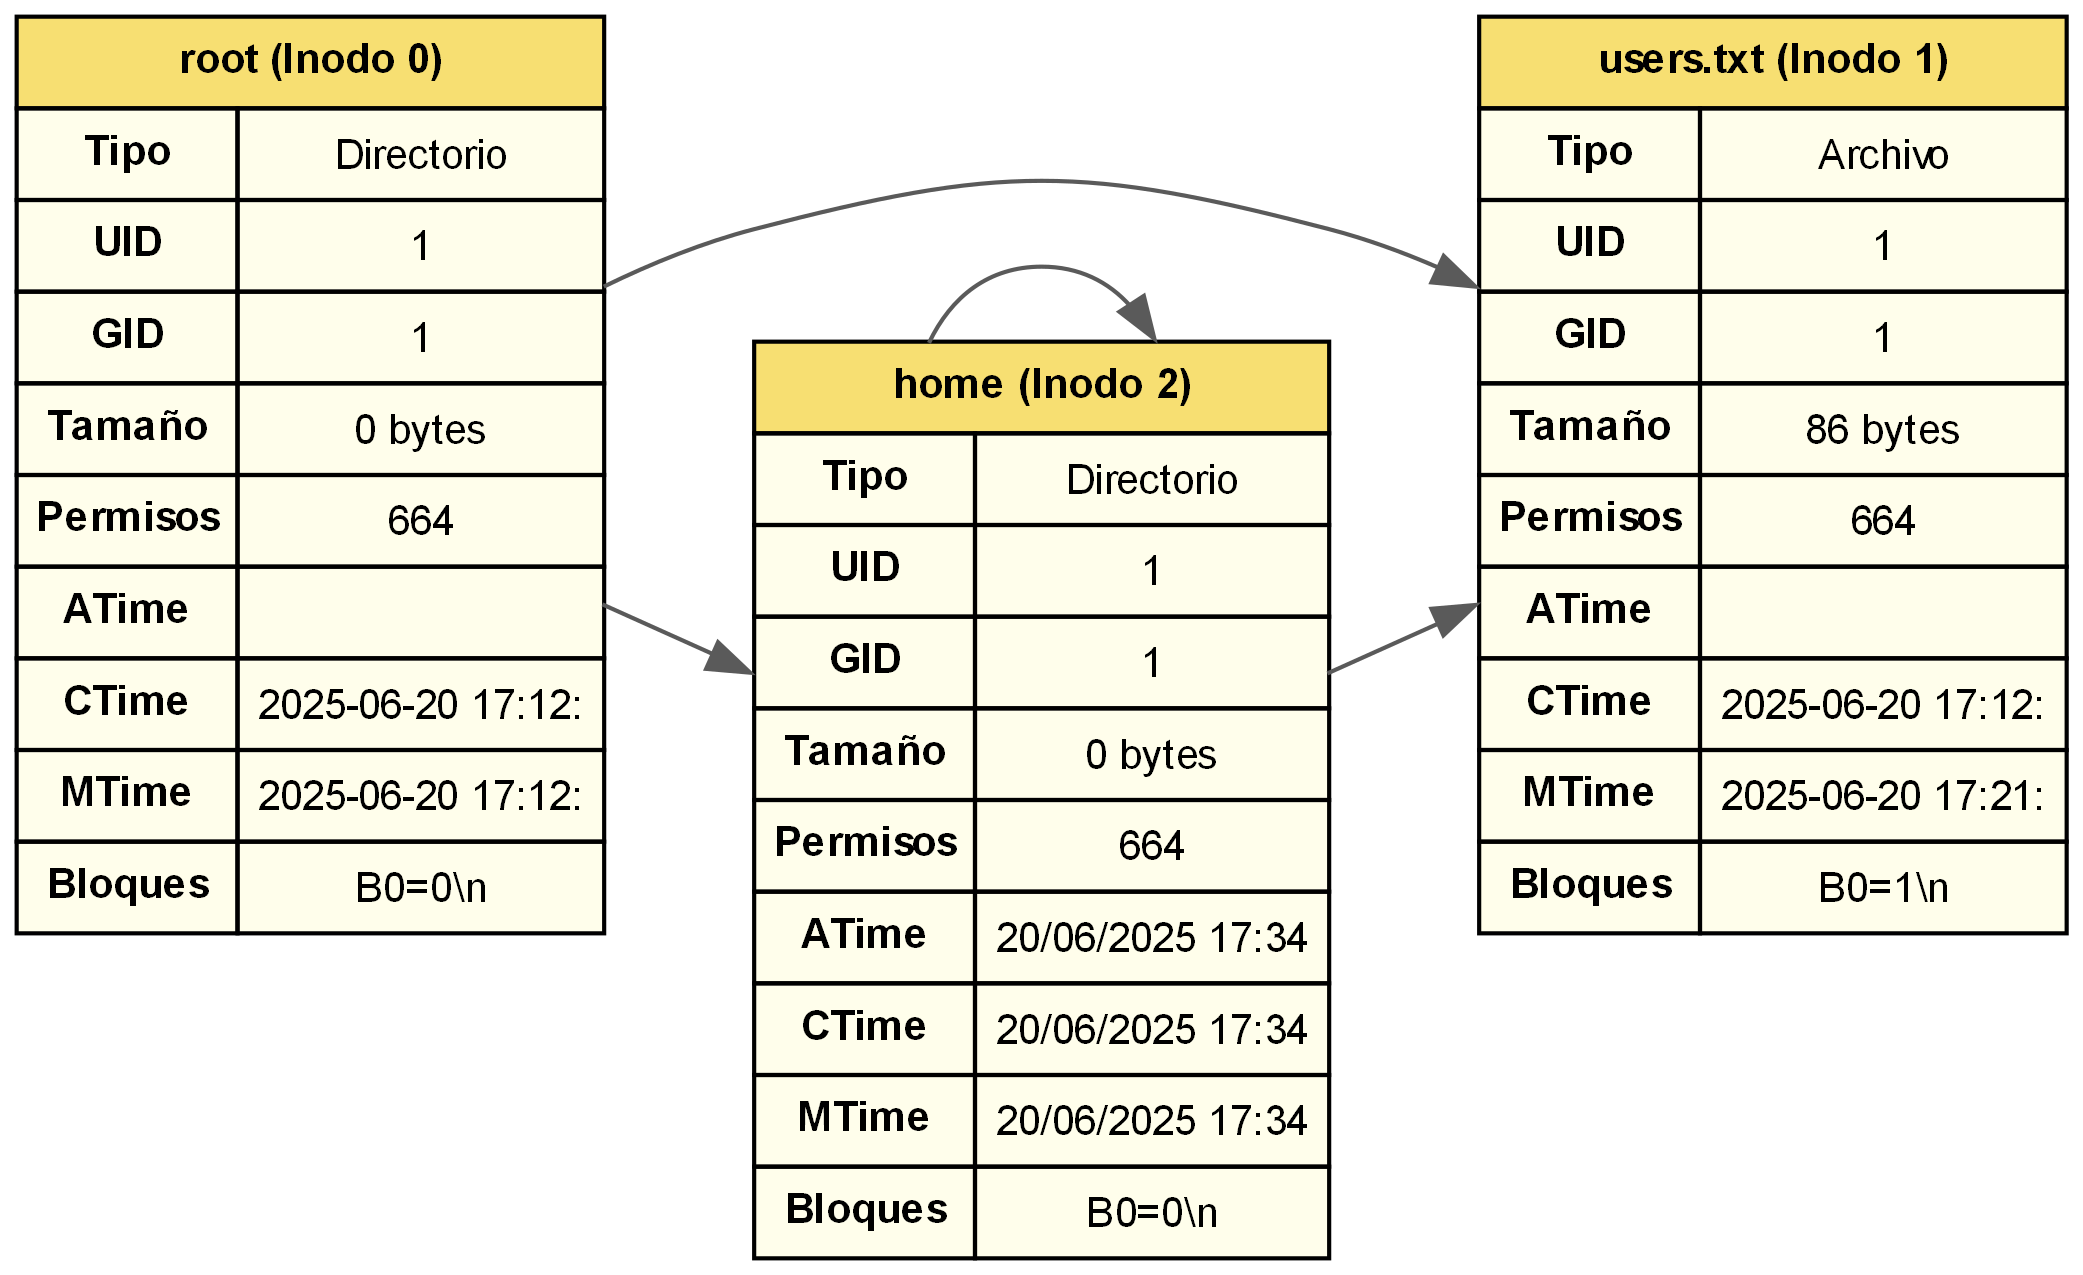 root (Inodo 0)
Tipo Directorio
UID 1
GID 1
Tamaño 0 bytes
Permisos 664
ATime
CTime 2025-06-20 17:12:
MTime 2025-06-20 17:12:
Bloques B0=0\n
home (Inodo 2)
Tipo Directorio
UID 1
GID 1
Tamaño 0 bytes
Permisos 664
ATime 20/06/2025 17:34
CTime 20/06/2025 17:34
MTime 20/06/2025 17:34
Bloques B0=0\n
users.txt (Inodo 1)
Tipo Archivo
UID 1
GID 1
Tamaño 86 bytes
Permisos 664
ATime
CTime 2025-06-20 17:12:
MTime 2025-06-20 17:21:
Bloques B0=1\n